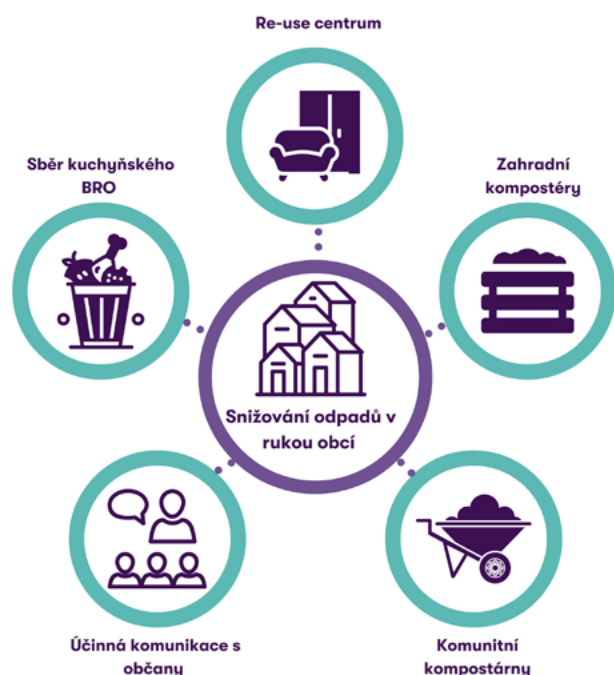 Re-use centrum
Sběr kuchyňského
BRO
Zahradní
kompostéry
Snižování odpadů v
rukou obcí
Účinná komunikace s
občany
Komunitní
kompostárny